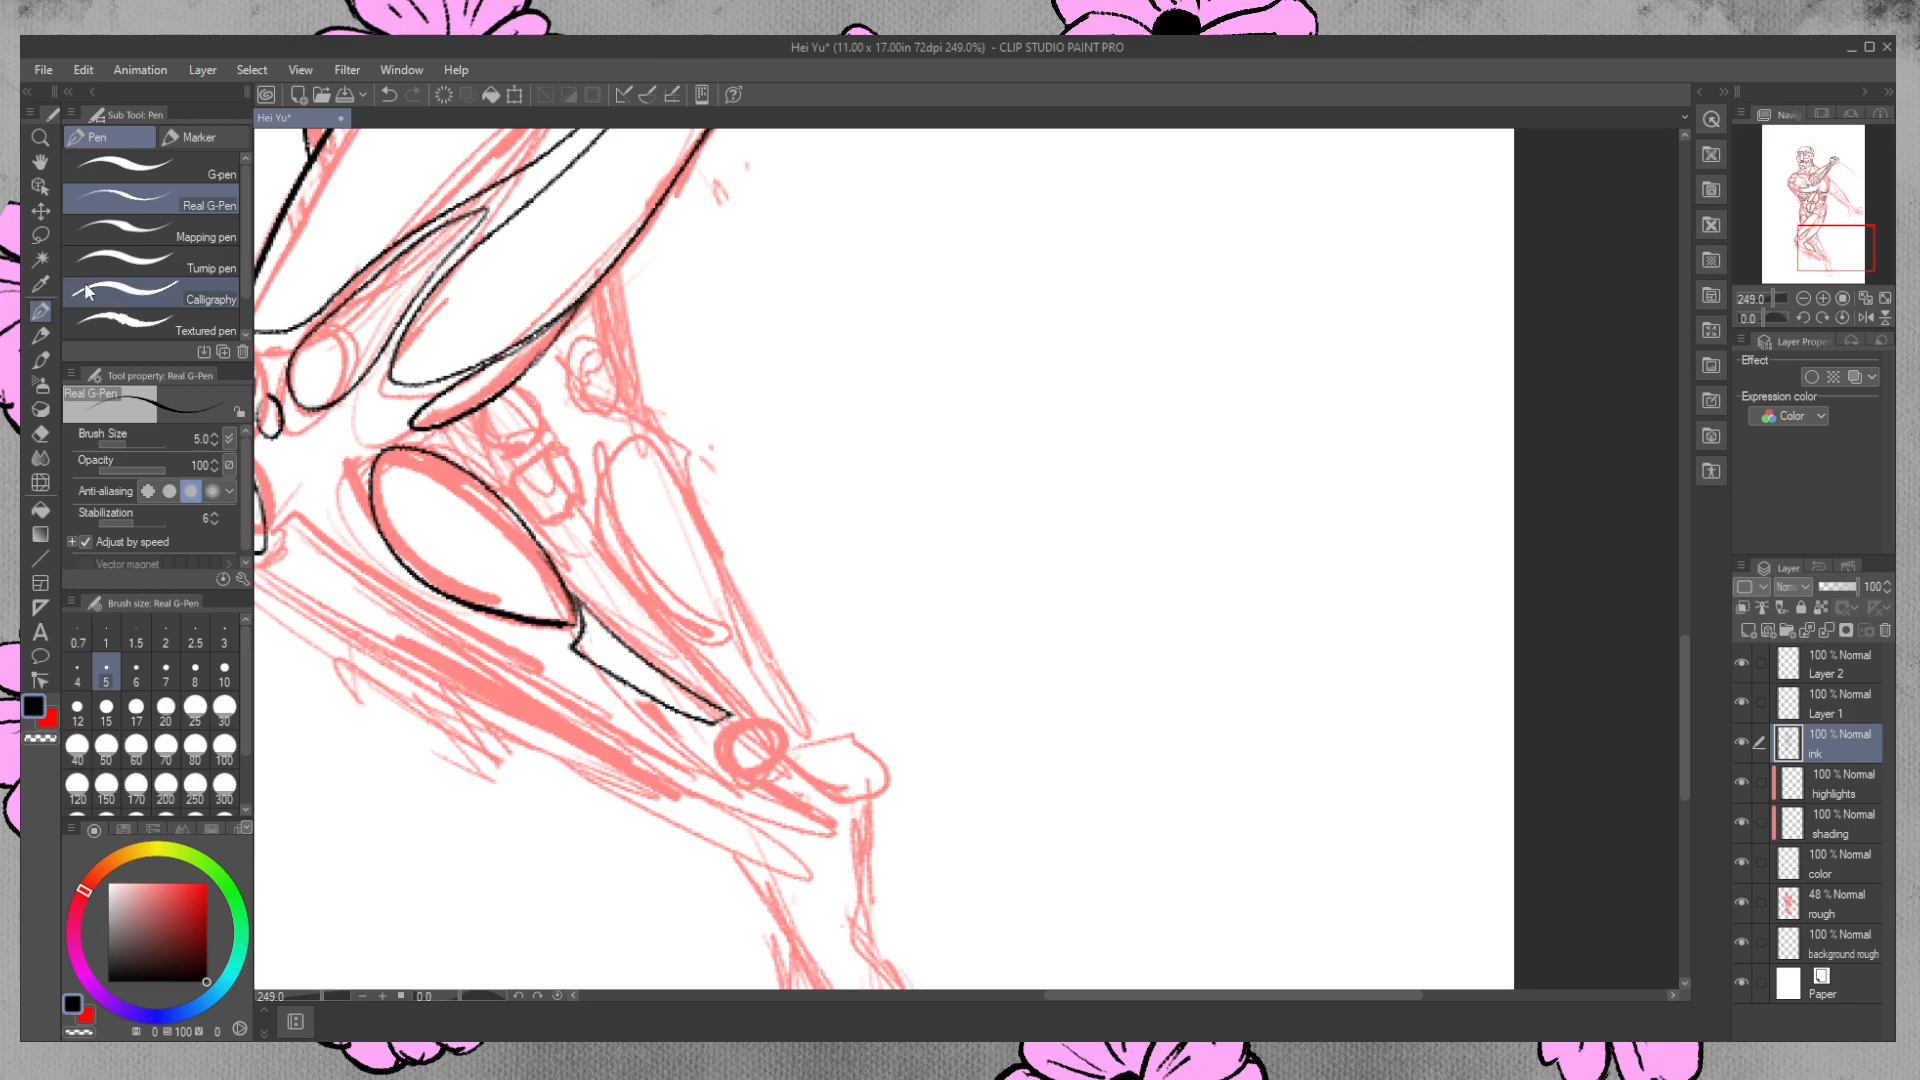 Hei Yu* (11.00 x 17.00in 72dpi 249.0%)  - CLIP STUDIO PAINT PRO
File Edit Animation Layer Select View Filter Window Help
Sub Tool: Pen
Hei Yu*
Pen Marker
G-pen
Real G-Pen
Mapping pen
Turnip pen
Calligraphy
Textured pen
Tool property: Real G-Pen
Real G-Pen
Brush Size 5.0
Opacity 100
Anti-aliasing
Stabilization 6
Adjust by speed
Vector magnet
Brush size: Real G-Pen
0.7 1 1.5 2 2.5 3
4 5 6 7 8 10
12 15 17 20 25 30
40 50 60 70 80 100
120 150 170 200 250 300
0 100 0
249.0 0.0
Navig
249.0
0.0
Layer Proper
Effect
Expression color
Color
Layer
Norm 100
100 % Normal
Layer 2
100 % Normal
Layer 1
100 % Normal
ink
100 % Normal
highlights
100 % Normal
shading
100 % Normal
color
48 % Normal
rough
100 % Normal
background rough
Paper